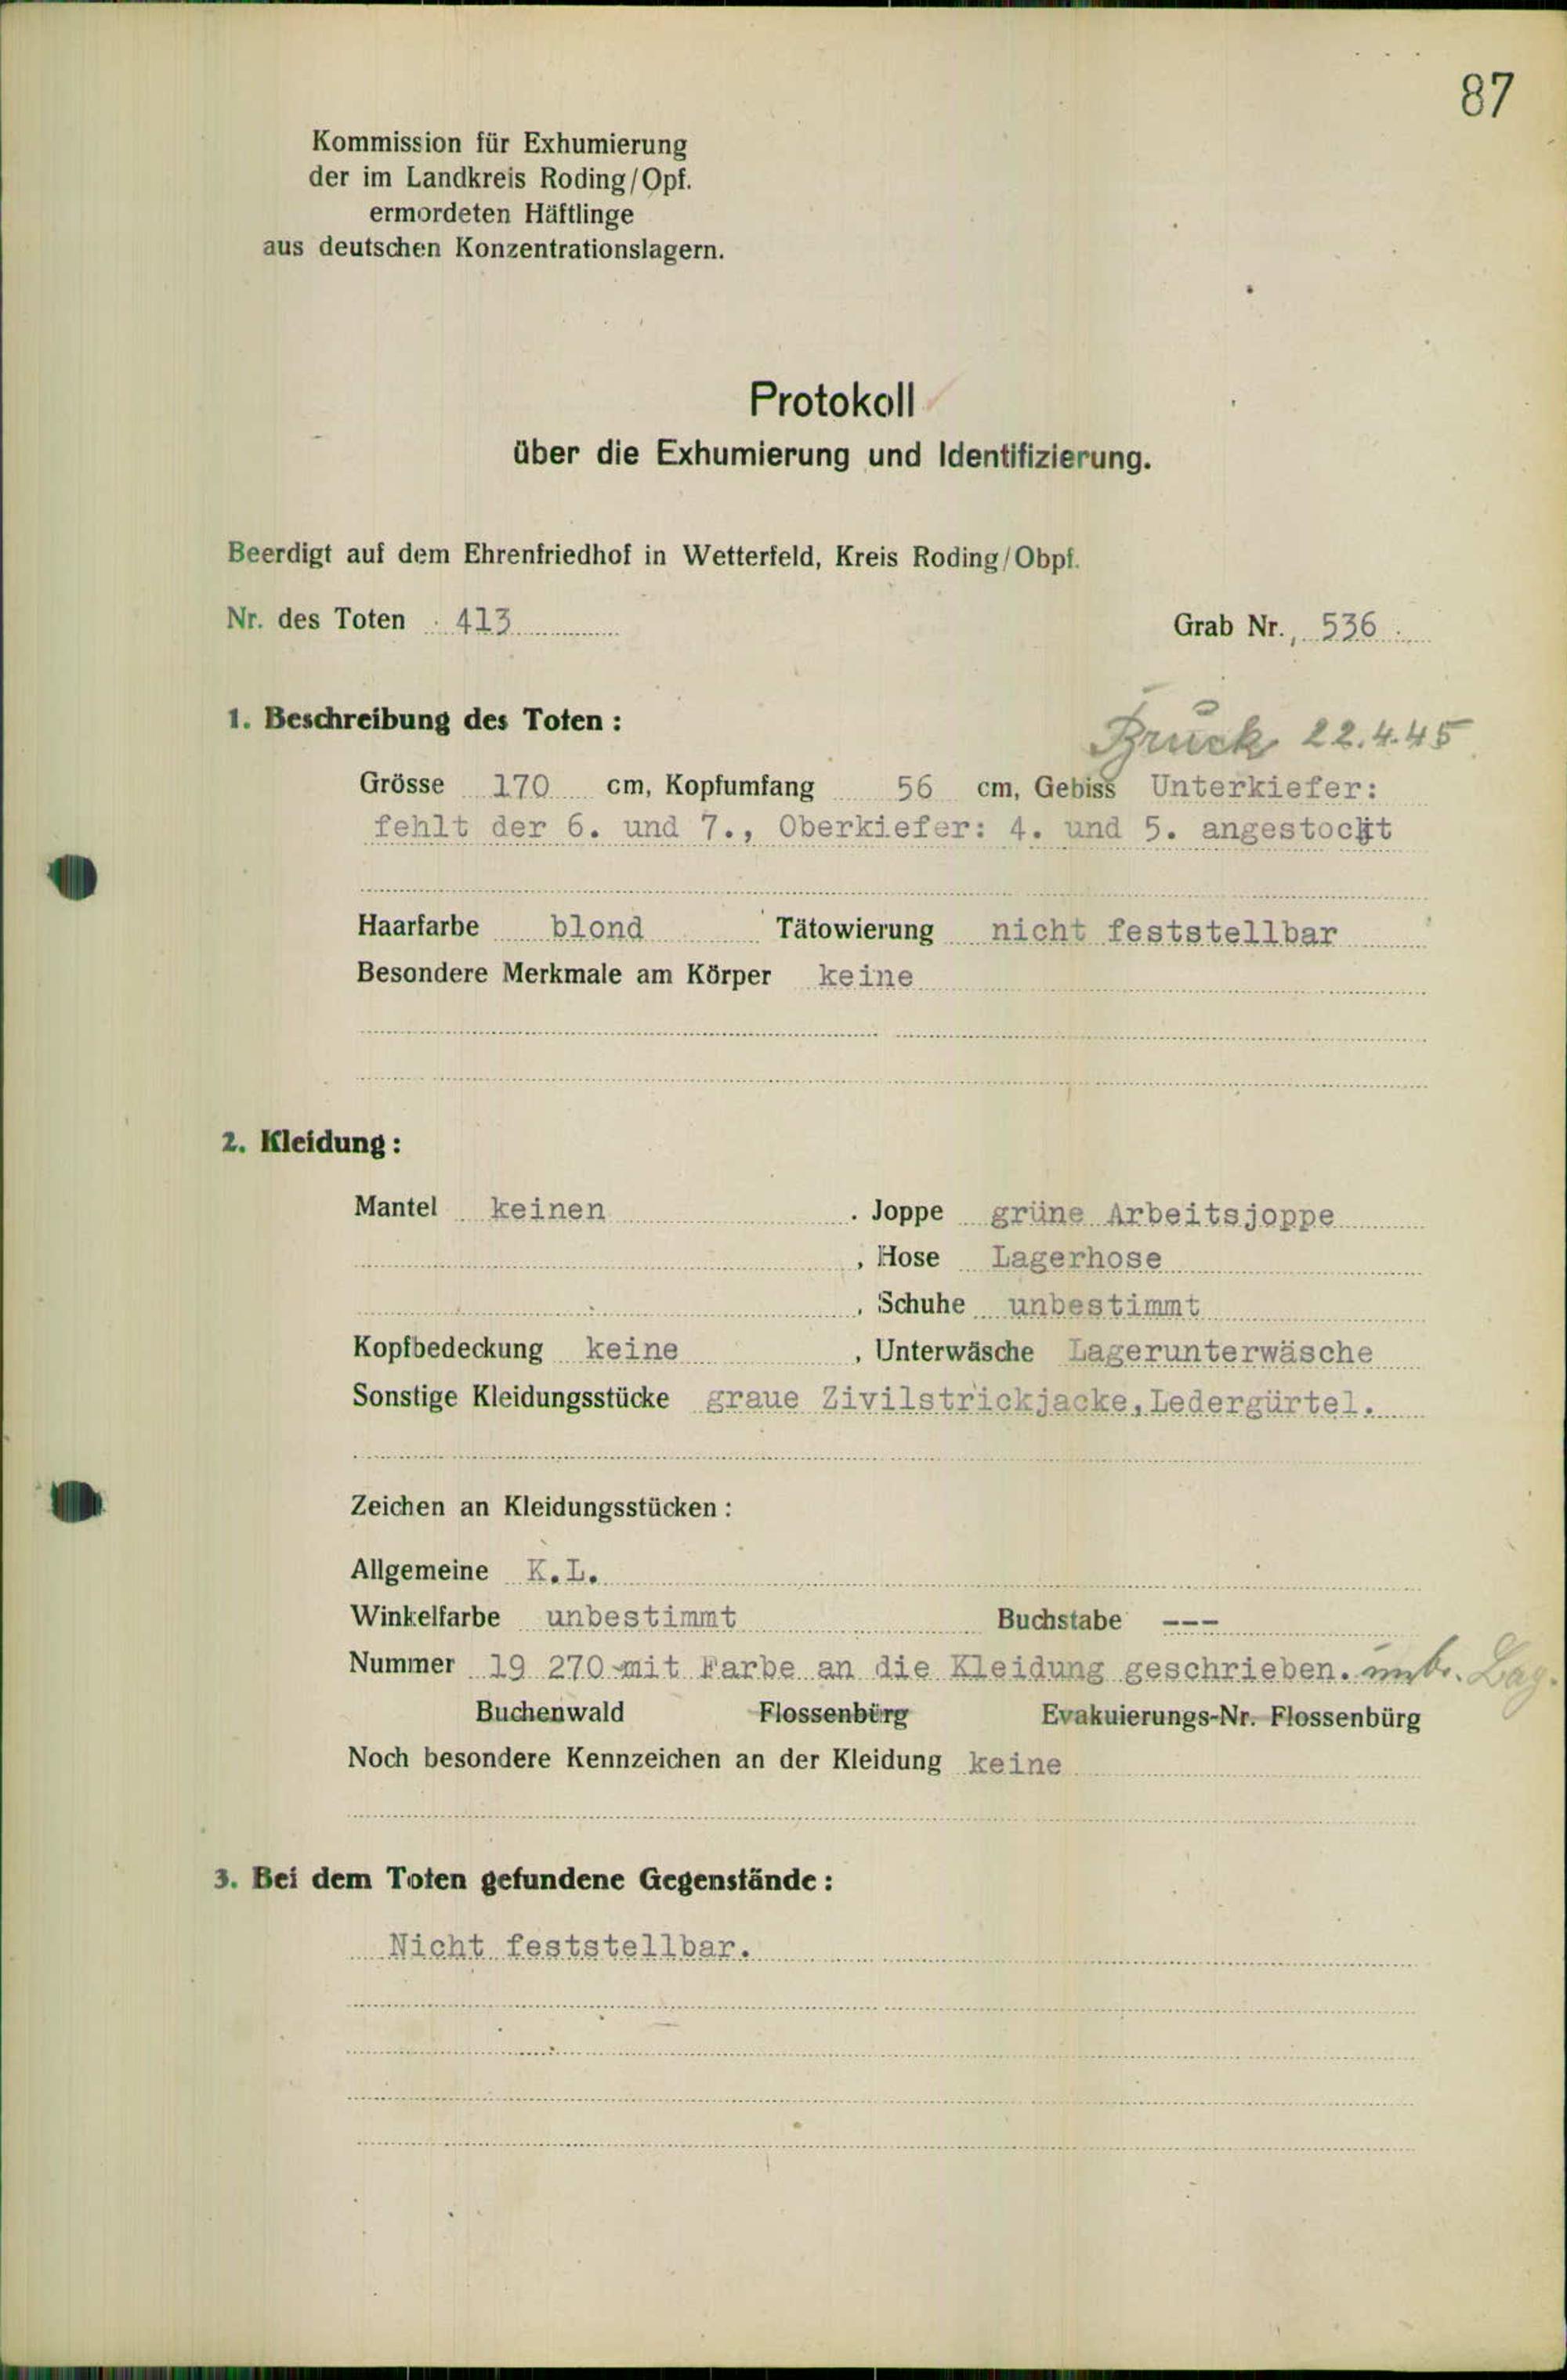 87
Kommission für Exhumierung
der im Landkreis Roding/Opf.
ermordeten Häftlinge
aus deutschen Konzentrationslagern.
Protokoll
über die Exhumierung und Identifizierung.
Beerdigt auf dem Ehrenfriedhof in Wetterfeld, Kreis Roding/Obpf.
Nr. des Toten 413 Grab Nr. 536
1. Beschreibung des Toten:
Bruck 22.4.45
Grösse 170 cm, Kopfumfang 56 cm, Gebiss Unterkiefer:
fehlt der 6. und 7., Oberkiefer: 4. und 5. angestockt
Haarfarbe blond Tätowierung nicht feststellbar
Besondere Merkmale am Körper keine
2. Kleidung:
Mantel keinen . Joppe grüne Arbeitsjoppe
, Hose Lagerhose
, Schuhe unbestimmt
Kopfbedeckung keine , Unterwäsche Lagerunterwäsche
Sonstige Kleidungsstücke graue Zivilstrickjacke, Ledergürtel.
Zeichen an Kleidungsstücken:
Allgemeine K.L.
Winkelfarbe unbestimmt Buchstabe ---
Nummer 19 270 mit Farbe an die Kleidung geschrieben. unbk. Lag.
Buchenwald Flossenbürg Evakuierungs-Nr. Flossenbürg
Noch besondere Kennzeichen an der Kleidung keine
3. Bei dem Toten gefundene Gegenstände:
Nicht feststellbar.